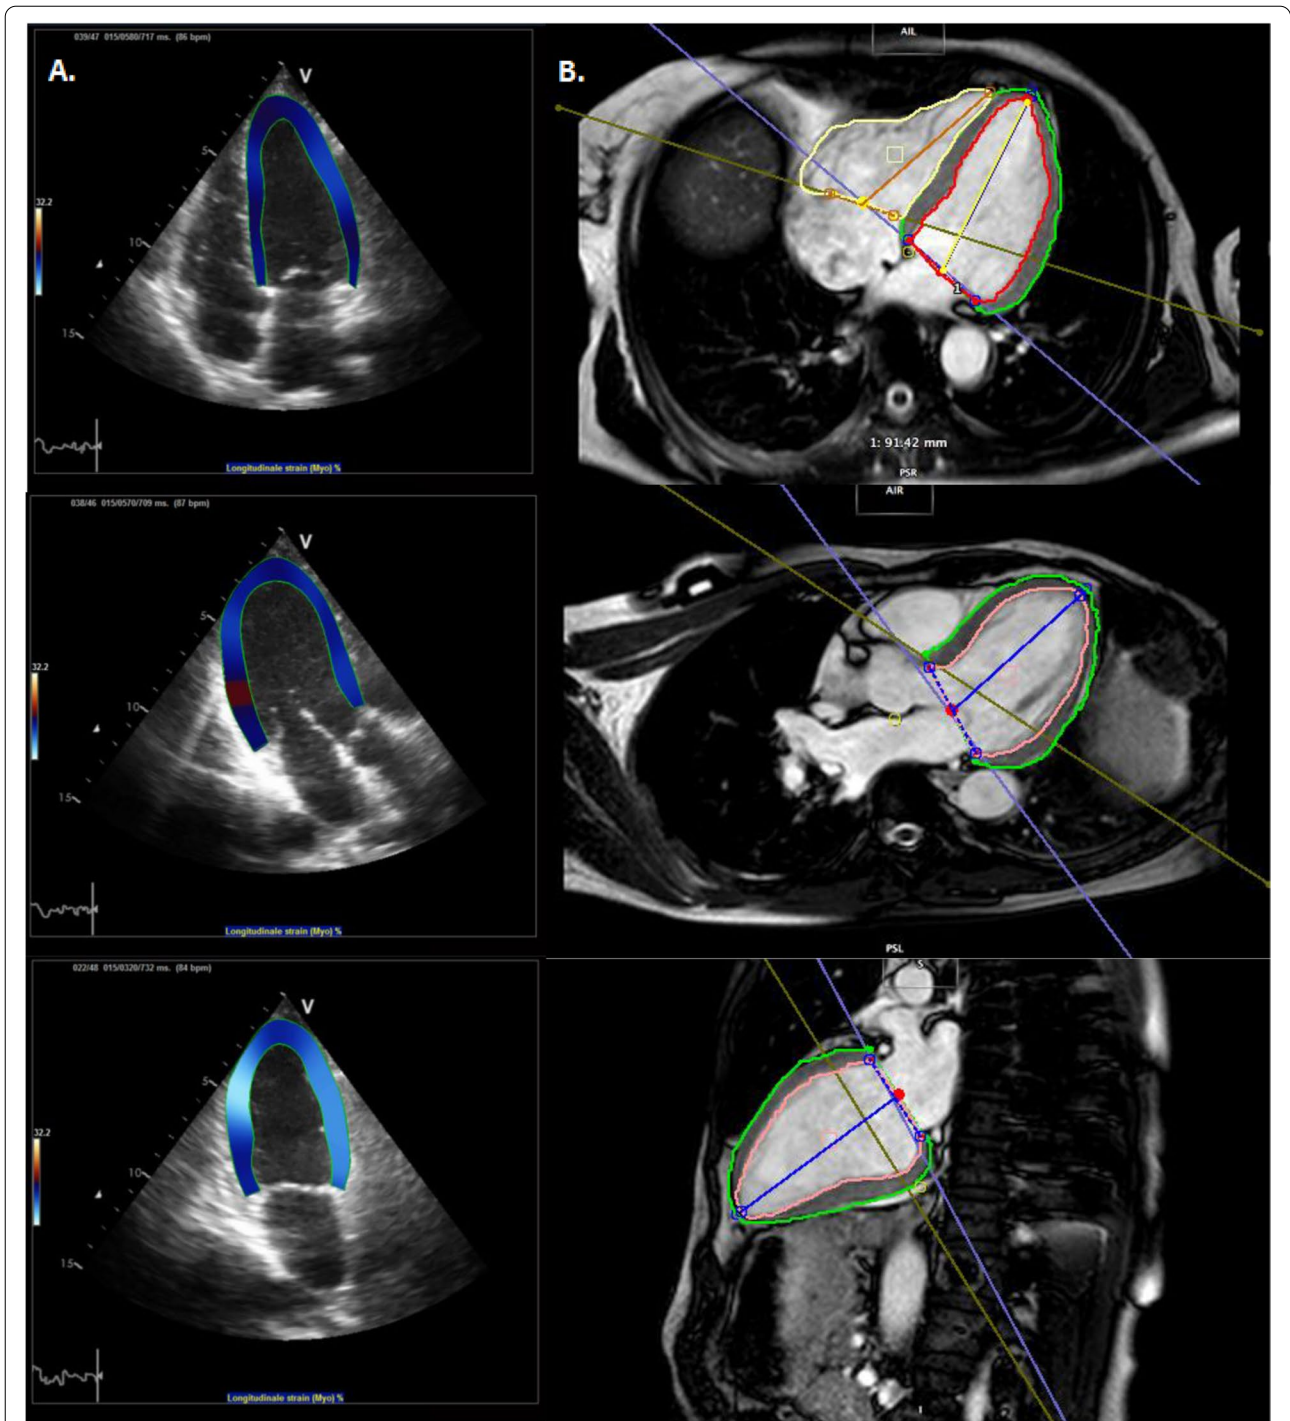 039/47 015/0580/717 ms. (86 bpm)
A.
V
5
32.2
10
15
Longitudinale strain (Myo) %
B.
AIL
1
1: 91.42 mm
PSR
038/46 015/0570/709 ms. (87 bpm)
V
5
32.2
10
15
Longitudinale strain (Myo) %
AIR
PSL
022/48 015/0320/732 ms. (84 bpm)
V
5
32.2
10
15
Longitudinale strain (Myo) %
S
I